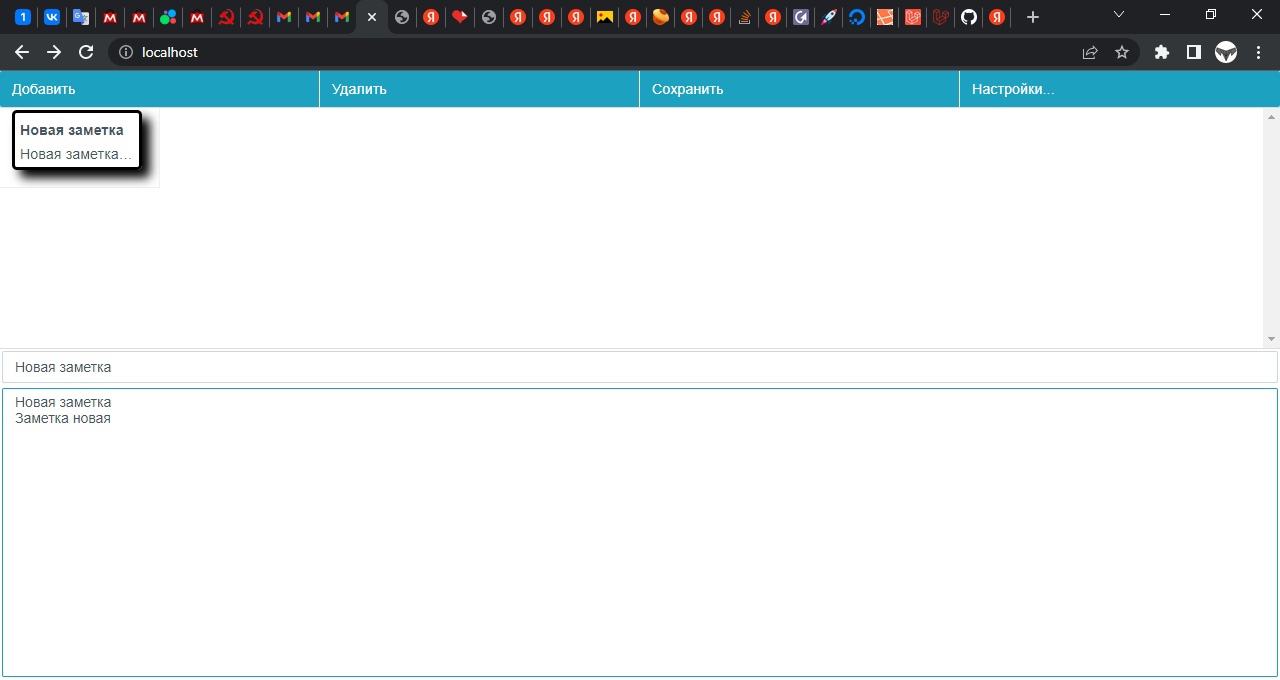 localhost
Добавить
Удалить
Сохранить
Настройки...
Новая заметка
Новая заметка...
Новая заметка
Новая заметка
Заметка новая